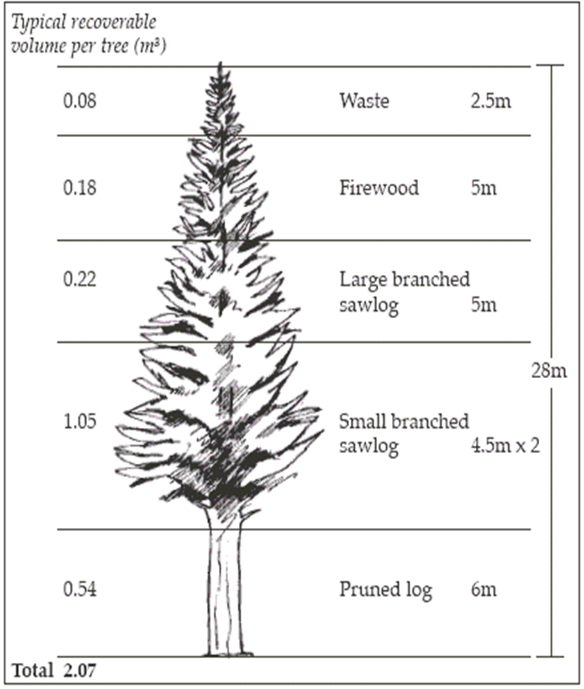 Typical recoverable
volume per tree (m³)
0.08 Waste 2.5m
0.18 Firewood 5m
0.22 Large branched
sawlog 5m
28m
1.05 Small branched
sawlog 4.5m x 2
0.54 Pruned log 6m
Total 2.07